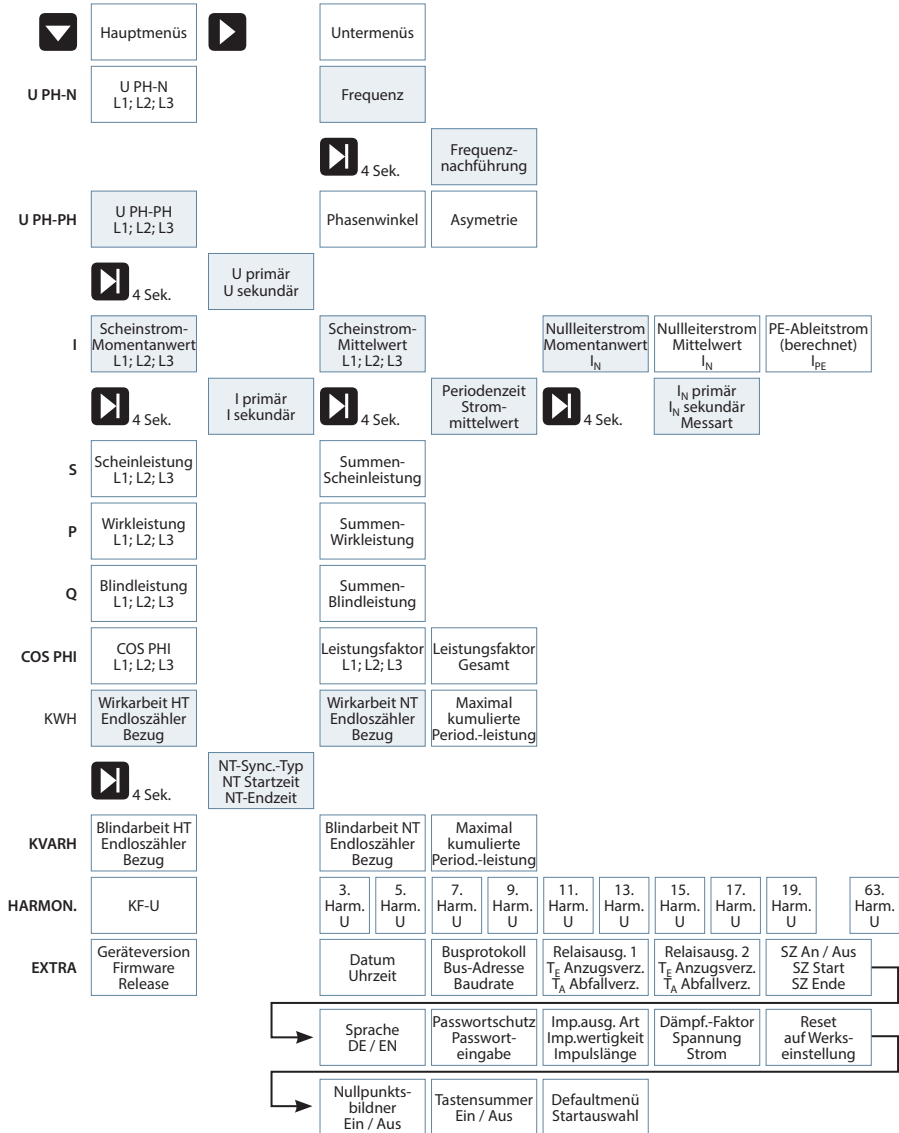 Hauptmenüs
Untermenüs
U PH-N
U PH-N
L1; L2; L3
Frequenz
4 Sek.
Frequenz-
nachführung
U PH-PH
U PH-PH
L1; L2; L3
Phasenwinkel
Asymetrie
4 Sek.
U primär
U sekundär
I
Scheinstrom-
Momentanwert
L1; L2; L3
Scheinstrom-
Mittelwert
L1; L2; L3
Nullleiterstrom
Momentanwert
I_N
Nullleiterstrom
Mittelwert
I_N
PE-Ableitstrom
(berechnet)
I_PE
4 Sek.
I primär
I sekundär
4 Sek.
Periodenzeit
Strom-
mittelwert
4 Sek.
I_N primär
I_N sekundär
Messart
S
Scheinleistung
L1; L2; L3
Summen-
Scheinleistung
P
Wirkleistung
L1; L2; L3
Summen-
Wirkleistung
Q
Blindleistung
L1; L2; L3
Summen-
Blindleistung
COS PHI
COS PHI
L1; L2; L3
Leistungsfaktor
L1; L2; L3
Leistungsfaktor
Gesamt
KWH
Wirkarbeit HT
Endloszähler
Bezug
Wirkarbeit NT
Endloszähler
Bezug
Maximal
kumulierte
Period.-leistung
4 Sek.
NT-Sync.-Typ
NT Startzeit
NT-Endzeit
KVARH
Blindarbeit HT
Endloszähler
Bezug
Blindarbeit NT
Endloszähler
Bezug
Maximal
kumulierte
Period.-leistung
HARMON.
KF-U
3.
Harm.
U
5.
Harm.
U
7.
Harm.
U
9.
Harm.
U
11.
Harm.
U
13.
Harm.
U
15.
Harm.
U
17.
Harm.
U
19.
Harm.
U
63.
Harm.
U
EXTRA
Geräteversion
Firmware
Release
Datum
Uhrzeit
Busprotokoll
Bus-Adresse
Baudrate
Relaisausg. 1
T_E Anzugsverz.
T_A Abfallverz.
Relaisausg. 2
T_E Anzugsverz.
T_A Abfallverz.
SZ An / Aus
SZ Start
SZ Ende
Sprache
DE / EN
Passwortschutz
Passwort-
eingabe
Imp.ausg. Art
Imp.wertigkeit
Impulslänge
Dämpf.-Faktor
Spannung
Strom
Reset
auf Werks-
einstellung
Nullpunkts-
bildner
Ein / Aus
Tastensummer
Ein / Aus
Defaultmenü
Startauswahl